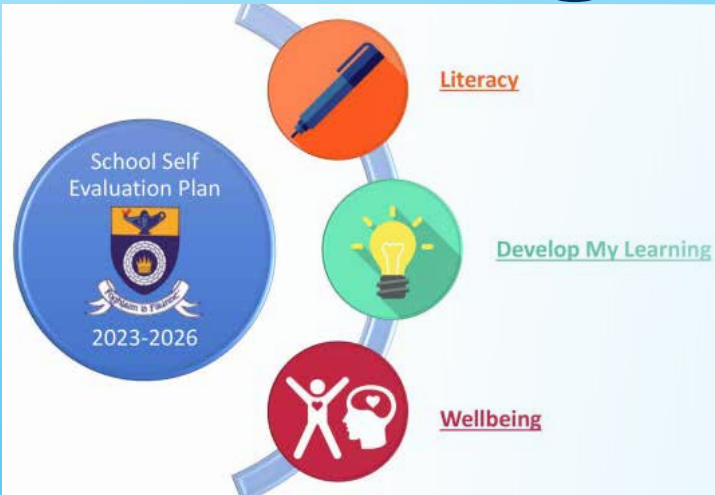 School Self
Evaluation Plan
2023-2026
Literacy
Develop My Learning
Wellbeing